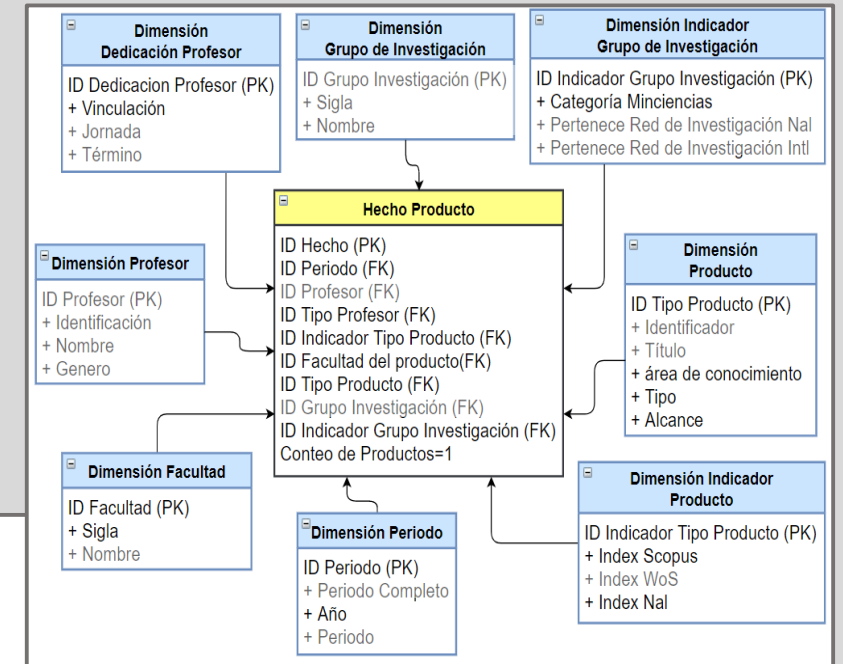 Dimensión
Dedicación Profesor
ID Dedicacion Profesor (PK)
+ Vinculación
+ Jornada
+ Término
Dimensión
Grupo de Investigación
ID Grupo Investigación (PK)
+ Sigla
+ Nombre
Dimensión Indicador
Grupo de Investigación
ID Indicador Grupo Investigación (PK)
+ Categoría Minciencias
+ Pertenece Red de Investigación Nal
+ Pertenece Red de Investigación Intl
Hecho Producto
ID Hecho (PK)
ID Periodo (FK)
ID Profesor (FK)
ID Tipo Profesor (FK)
ID Indicador Tipo Producto (FK)
ID Facultad del producto(FK)
ID Tipo Producto (FK)
ID Grupo Investigación (FK)
ID Indicador Grupo Investigación (FK)
Conteo de Productos=1
Dimensión Profesor
ID Profesor (PK)
+ Identificación
+ Nombre
+ Genero
Dimensión
Producto
ID Tipo Producto (PK)
+ Identificador
+ Título
+ área de conocimiento
+ Tipo
+ Alcance
Dimensión Facultad
ID Facultad (PK)
+ Sigla
+ Nombre
Dimensión Periodo
ID Periodo (PK)
+ Periodo Completo
+ Año
+ Periodo
Dimensión Indicador
Producto
ID Indicador Tipo Producto (PK)
+ Index Scopus
+ Index WoS
+ Index Nal